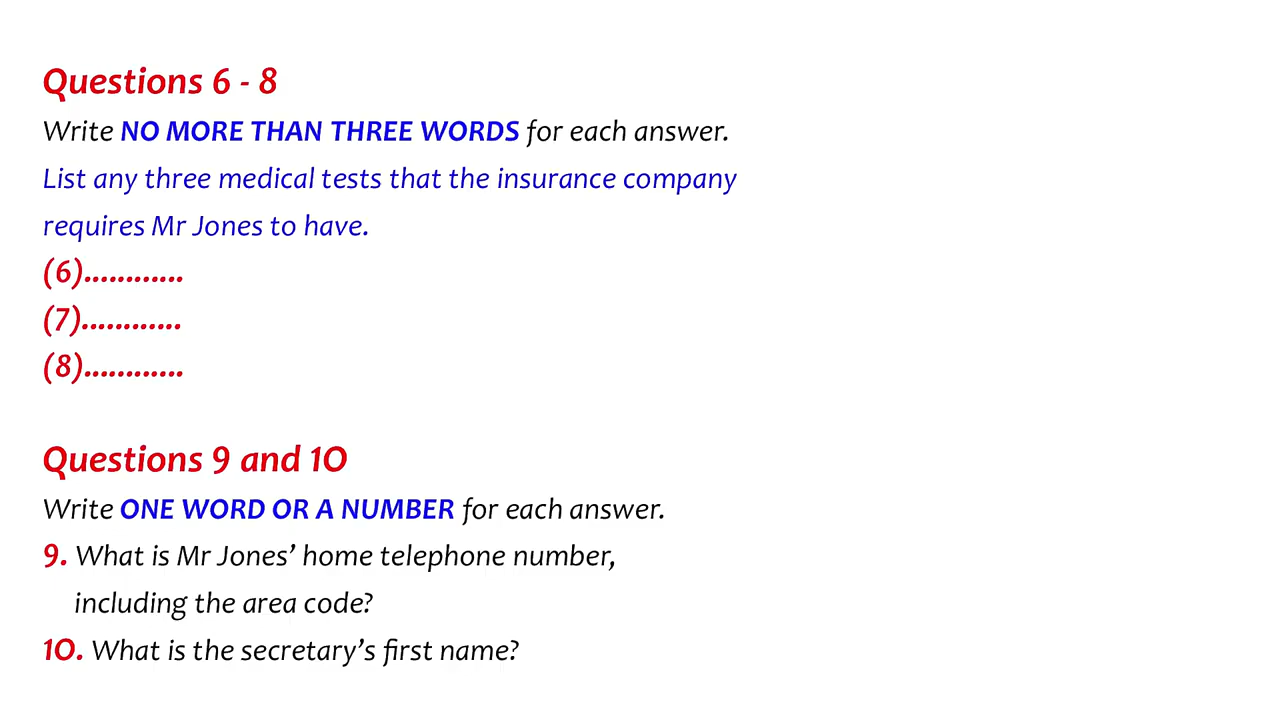 Questions 6 - 8
Write NO MORE THAN THREE WORDS for each answer.
List any three medical tests that the insurance company
requires Mr Jones to have.
(6)............
(7)............
(8)............
Questions 9 and 10
Write ONE WORD OR A NUMBER for each answer.
9. What is Mr Jones’ home telephone number,
including the area code?
10. What is the secretary’s first name?